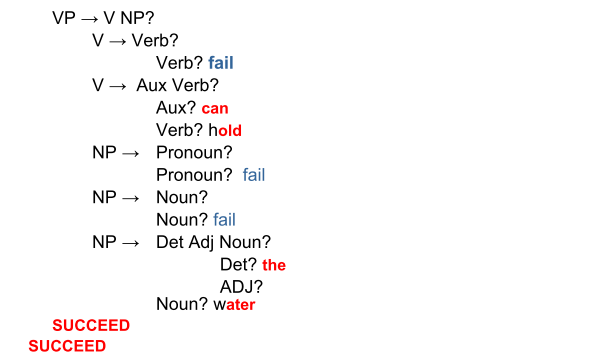 VP → V NP?
V → Verb?
Verb? fail
V → Aux Verb?
Aux? can
Verb? hold
NP → Pronoun?
Pronoun? fail
NP → Noun?
Noun? fail
NP → Det Adj Noun?
Det? the
ADJ?
Noun? water
SUCCEED
SUCCEED